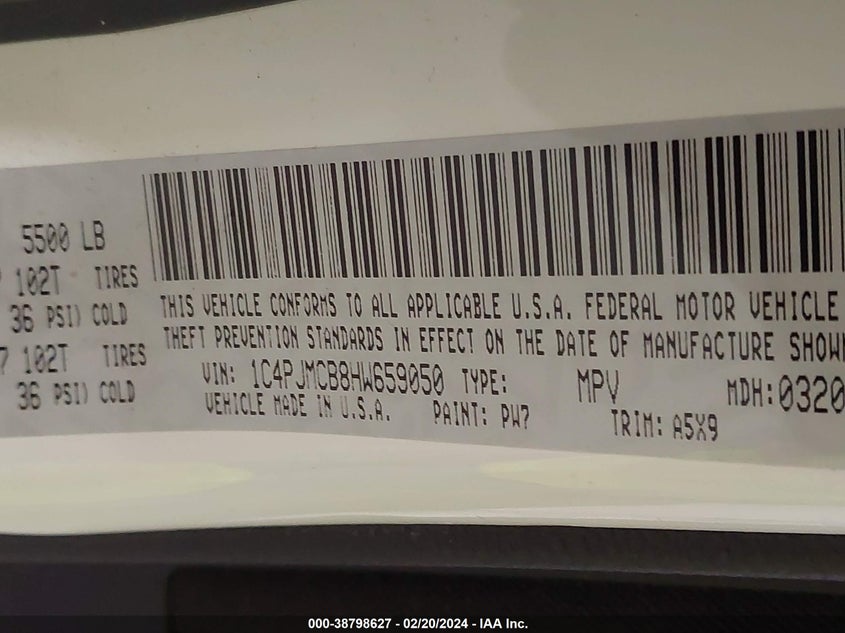 5500 LB
102T TIRES
36 PSI) COLD
7 102T TIRES
36 PSI) COLD
THIS VEHICLE CONFORMS TO ALL APPLICABLE U.S.A. FEDERAL MOTOR VEHICLE
THEFT PREVENTION STANDARDS IN EFFECT ON THE DATE OF MANUFACTURE SHOWN
VIN: 1C4PJMCB8HW659050 TYPE: MPV MDH:0320
VEHICLE MADE IN U.S.A. PAINT: PW7 TRIM: A5X9
000-38798627 - 02/20/2024 - IAA Inc.